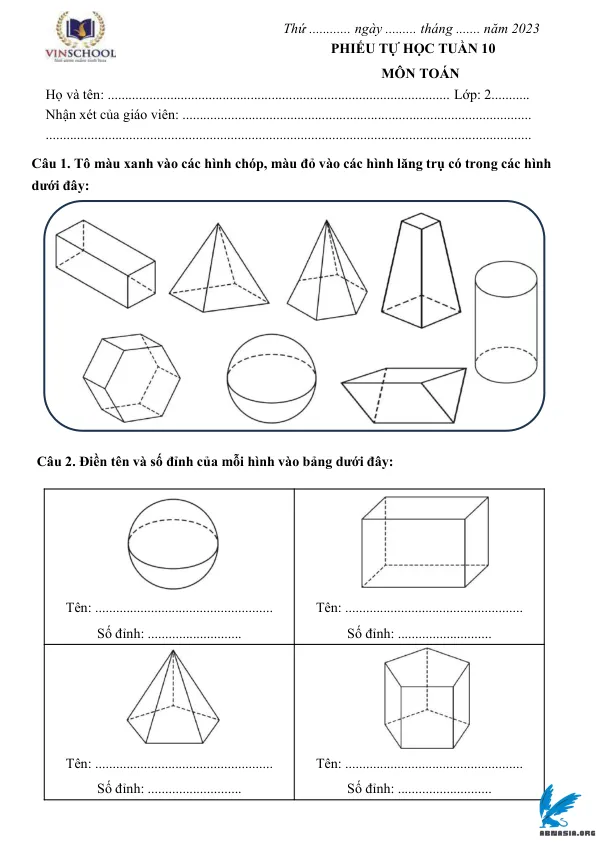 Thứ ............ ngày ......... tháng ....... năm 2023
VINSCHOOL
PHIẾU TỰ HỌC TUẦN 10
MÔN TOÁN
Họ và tên: .................................................................................................. Lớp: 2...........
Nhận xét của giáo viên: ....................................................................................................
............................................................................................................................................
Câu 1. Tô màu xanh vào các hình chóp, màu đỏ vào các hình lăng trụ có trong các hình
dưới đây:
Câu 2. Điền tên và số đỉnh của mỗi hình vào bảng dưới đây:
Tên: ................................................... Tên: ...................................................
Số đỉnh: ........................... Số đỉnh: ...........................
Tên: ................................................... Tên: ...................................................
Số đỉnh: ........................... Số đỉnh: ...........................
ABNASIA.ORG